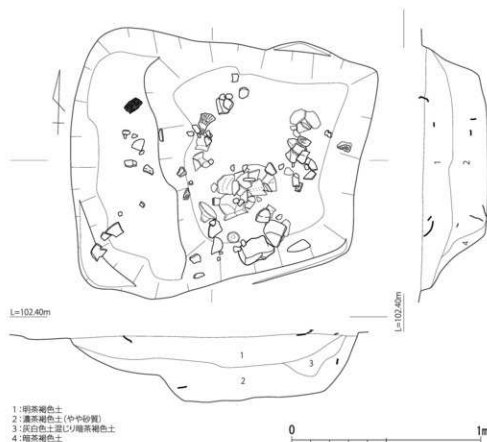 1
2
4
L=102.40m
L=102.40m
1
3
2
1：明茶褐色土
2：濃茶褐色土(やや砂質)
3：灰白色土混じり暗茶褐色土
4：暗茶褐色土
0 1m